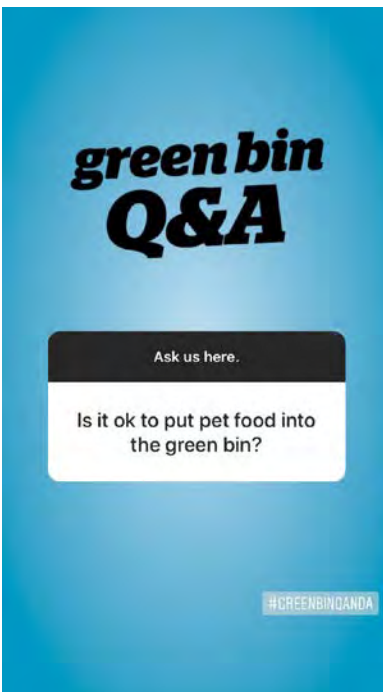 green bin
Q&A
Ask us here.
Is it ok to put pet food into
the green bin?
#GREENBINQANDA